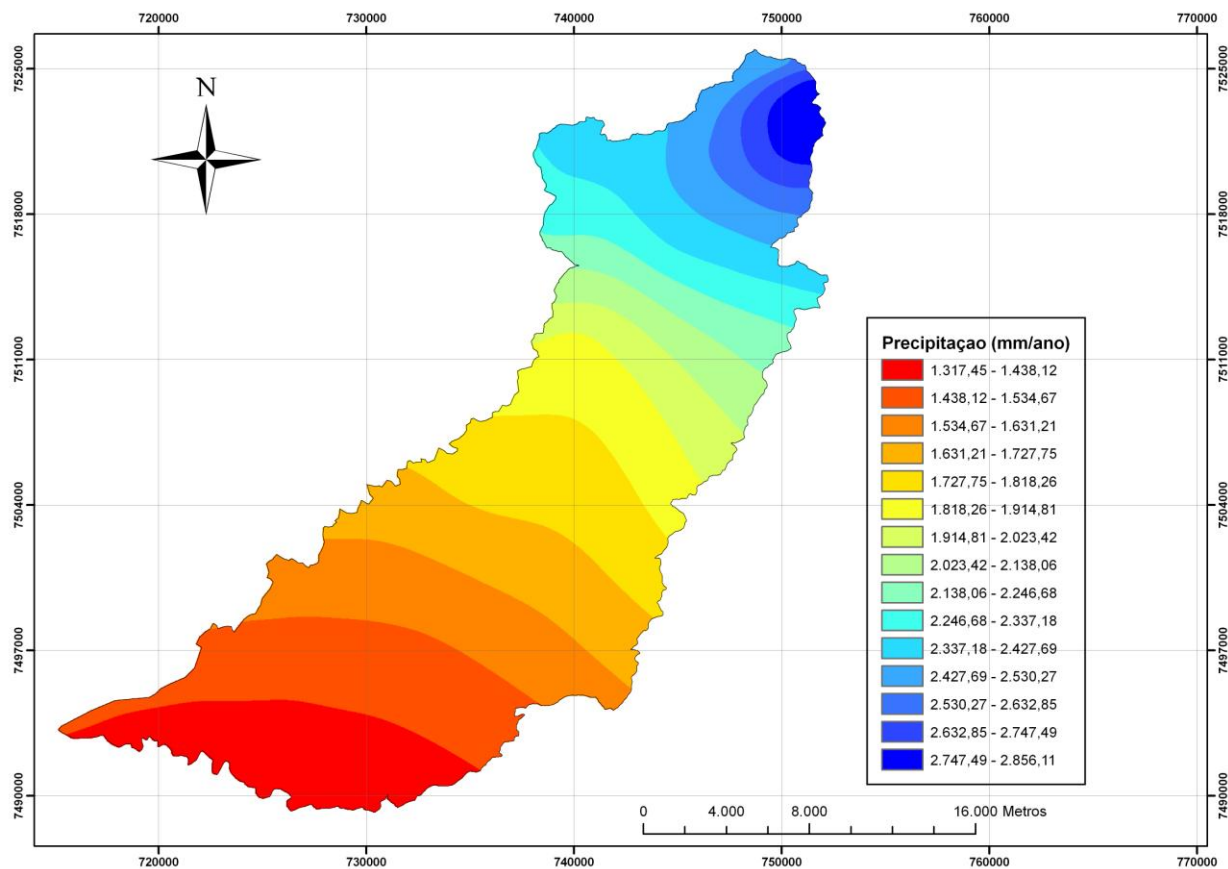 720000 730000 740000 750000 760000 770000
7525000 7525000
N
7518000 7518000
7511000 7511000
Precipitaçao (mm/ano)
1.317,45 - 1.438,12
1.438,12 - 1.534,67
1.534,67 - 1.631,21
1.631,21 - 1.727,75
1.727,75 - 1.818,26
1.818,26 - 1.914,81
1.914,81 - 2.023,42
2.023,42 - 2.138,06
2.138,06 - 2.246,68
2.246,68 - 2.337,18
2.337,18 - 2.427,69
2.427,69 - 2.530,27
2.530,27 - 2.632,85
2.632,85 - 2.747,49
2.747,49 - 2.856,11
7504000 7504000
7497000 7497000
7490000 7490000
0 4.000 8.000 16.000 Metros
720000 730000 740000 750000 760000 770000